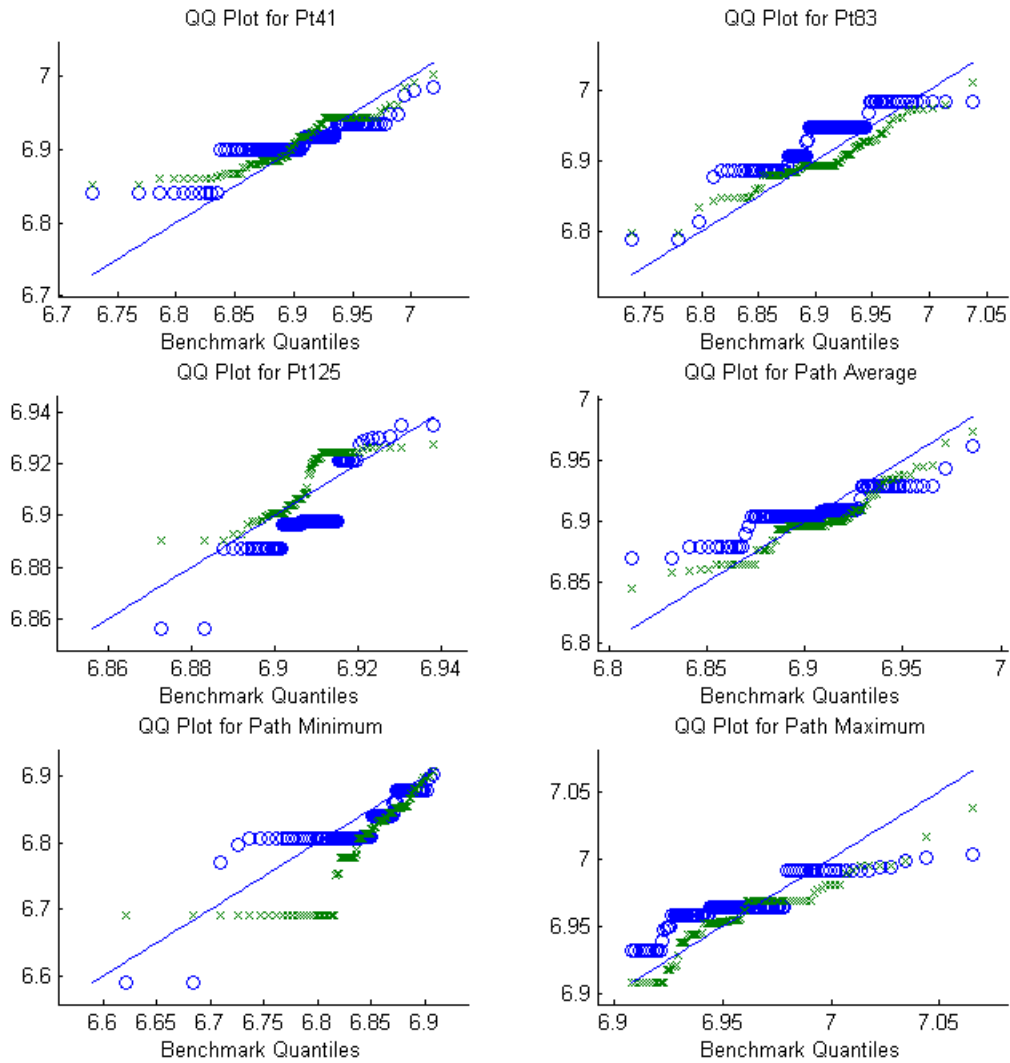 QQ Plot for Pt41
7
6.9
6.8
6.7
6.7 6.75 6.8 6.85 6.9 6.95 7
Benchmark Quantiles
QQ Plot for Pt83
7
6.9
6.8
6.75 6.8 6.85 6.9 6.95 7 7.05
Benchmark Quantiles
QQ Plot for Pt125
6.94
6.92
6.9
6.88
6.86
6.86 6.88 6.9 6.92 6.94
Benchmark Quantiles
QQ Plot for Path Average
7
6.95
6.9
6.85
6.8
6.8 6.85 6.9 6.95 7
Benchmark Quantiles
QQ Plot for Path Minimum
6.9
6.8
6.7
6.6
6.6 6.65 6.7 6.75 6.8 6.85 6.9
Benchmark Quantiles
QQ Plot for Path Maximum
7.05
7
6.95
6.9
6.9 6.95 7 7.05
Benchmark Quantiles